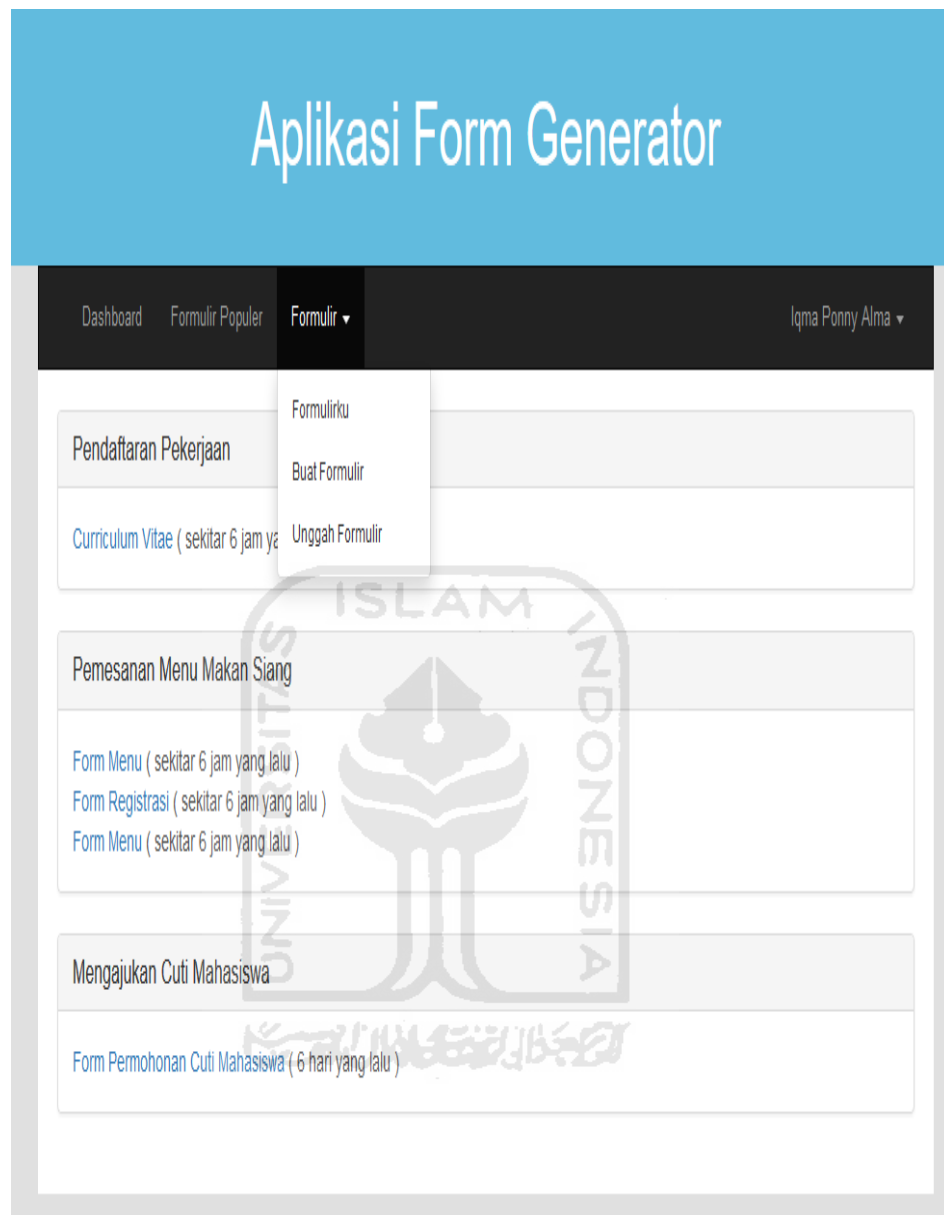 Aplikasi Form Generator
Dashboard Formulir Populer Formulir Iqma Ponny Alma
Formulirku
Buat Formulir
Unggah Formulir
Pendaftaran Pekerjaan
Curriculum Vitae ( sekitar 6 jam
Pemesanan Menu Makan Siang
Form Menu ( sekitar 6 jam yang lalu )
Form Registrasi ( sekitar 6 jam yang lalu )
Form Menu ( sekitar 6 jam yang lalu )
Mengajukan Cuti Mahasiswa
Form Permohonan Cuti Mahasiswa ( 6 hari yang lalu )
UNIVERSITAS ISLAM INDONESIA